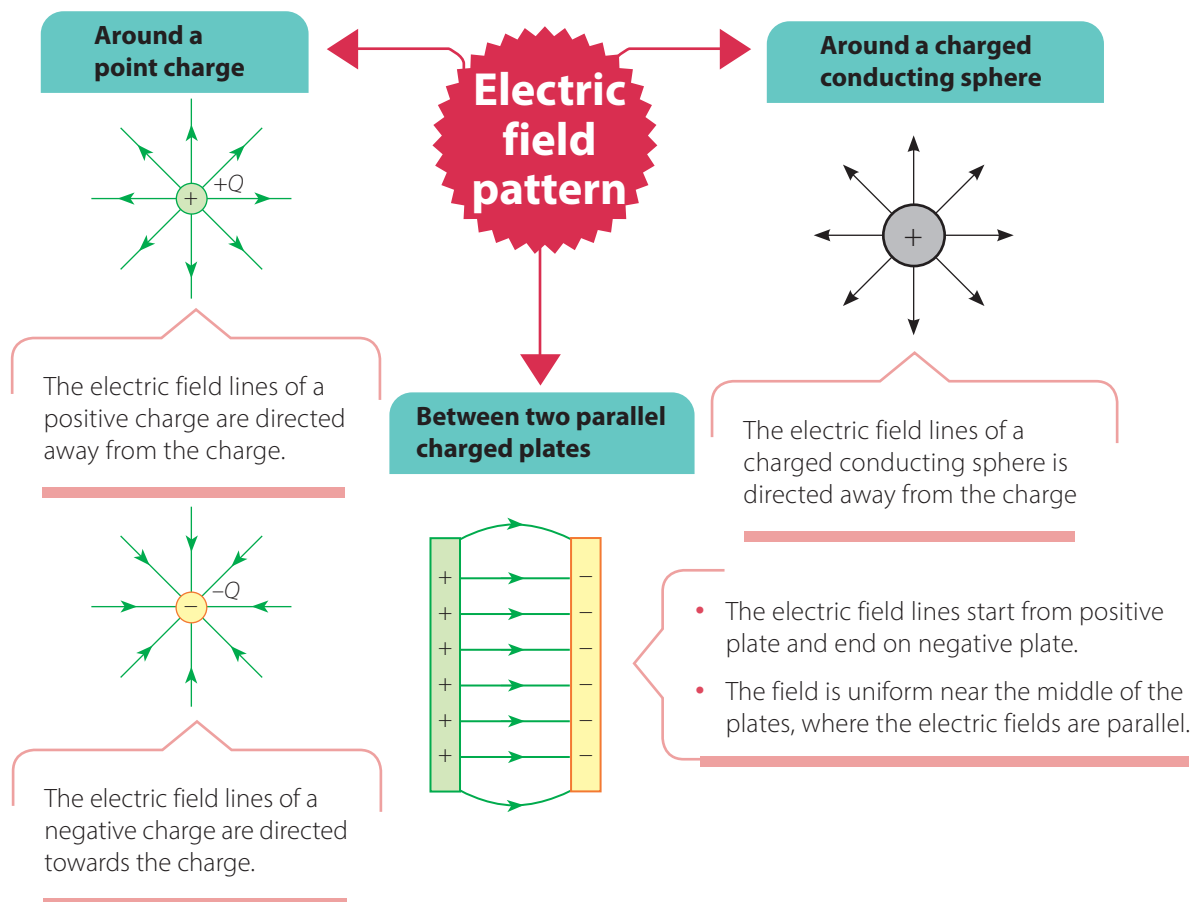 Electric
field
pattern
Around a
point charge
+
+Q
The electric field lines of a
positive charge are directed
away from the charge.
−
–Q
The electric field lines of a
negative charge are directed
towards the charge.
Between two parallel
charged plates
+ −
+ −
+ −
+ −
+ −
+ −
• The electric field lines start from positive
plate and end on negative plate.
• The field is uniform near the middle of the
plates, where the electric fields are parallel.
Around a charged
conducting sphere
+
The electric field lines of a
charged conducting sphere is
directed away from the charge